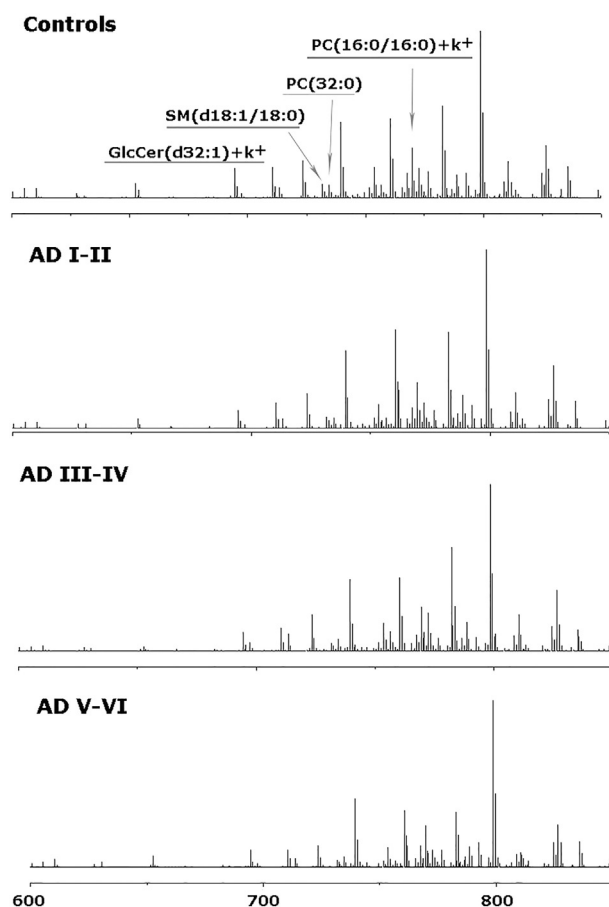 Controls
PC(16:0/16:0)+k+
PC(32:0)
SM(d18:1/18:0)
GlcCer(d32:1)+k+
AD I-II
AD III-IV
AD V-VI
600 700 800